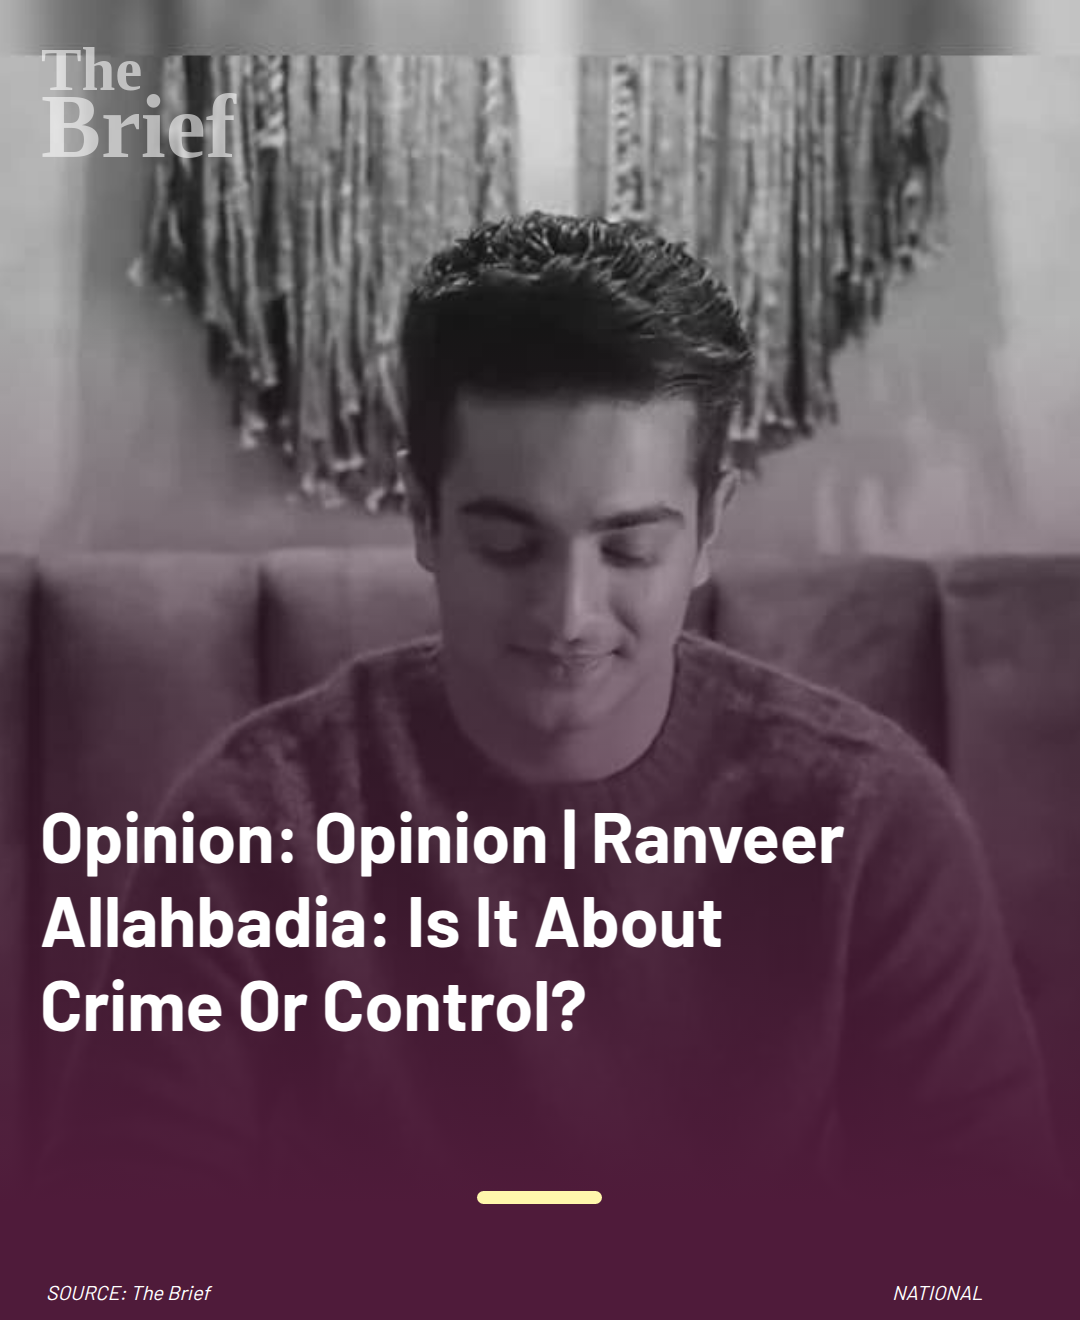 The
Brief
Opinion: Opinion | Ranveer
Allahbadia: Is It About
Crime Or Control?
SOURCE: The Brief
NATIONAL